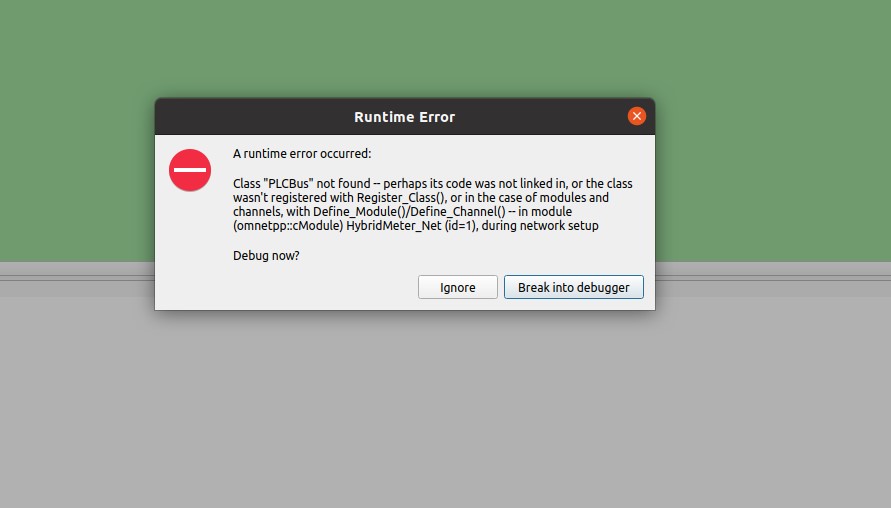 Runtime Error
A runtime error occurred:
Class "PLCBus" not found -- perhaps its code was not linked in, or the class
wasn't registered with Register_Class(), or in the case of modules and
channels, with Define_Module()/Define_Channel() -- in module
(omnetpp::cModule) HybridMeter_Net (id=1), during network setup
Debug now?
Ignore
Break into debugger